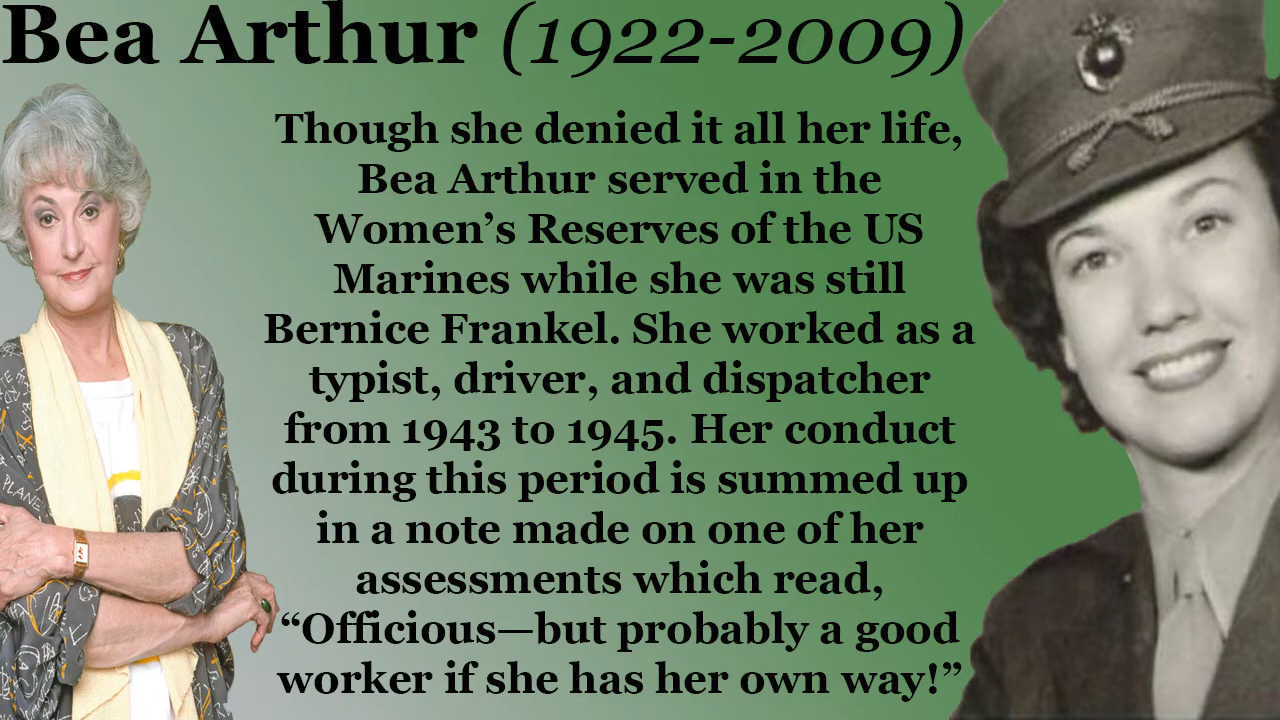 Bea Arthur (1922-2009)
Though she denied it all her life,
Bea Arthur served in the
Women’s Reserves of the US
Marines while she was still
Bernice Frankel. She worked as a
typist, driver, and dispatcher
from 1943 to 1945. Her conduct
during this period is summed up
in a note made on one of her
assessments which read,
“Officious—but probably a good
worker if she has her own way!”